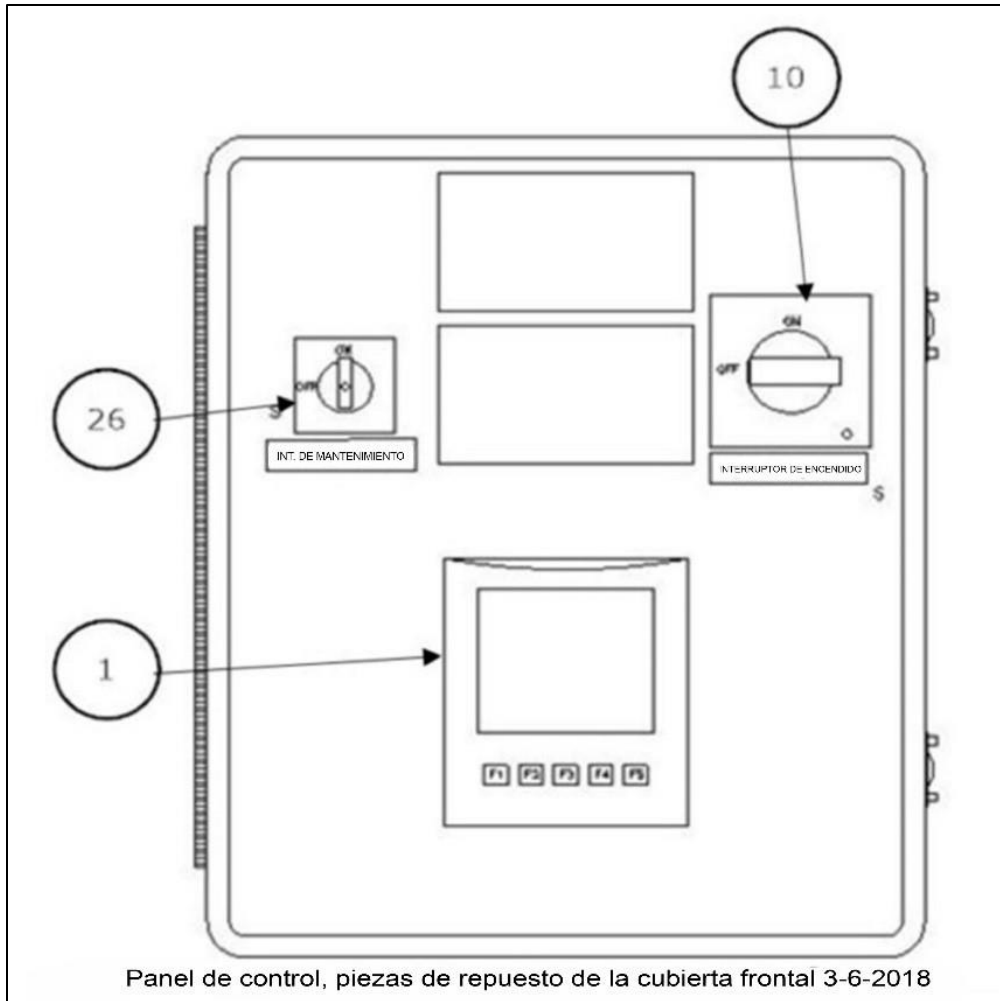 10
ON
OFF
ON
OFF
26
S
INT. DE MANTENIMIENTO
INTERRUPTOR DE ENCENDIDO
S
1
F1 F2 F3 F4 F5
Panel de control, piezas de repuesto de la cubierta frontal 3-6-2018